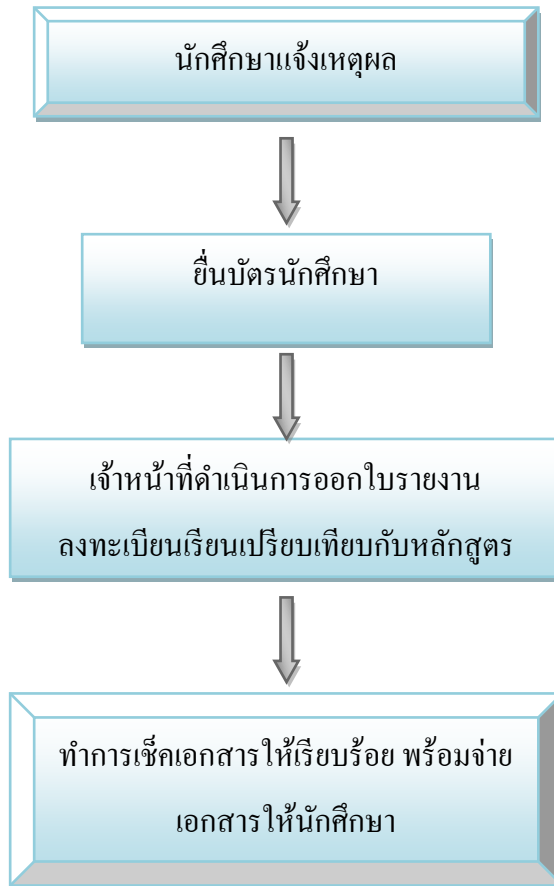 นักศึกษาแจ้งเหตุผล
ยื่นบัตรนักศึกษา
เจ้าหน้าที่ดำเนินการออกใบรายงาน
ลงทะเบียนเรียนเปรียบเทียบกับหลักสูตร
ทำการเช็คเอกสารให้เรียบร้อย พร้อมจ่าย
เอกสารให้นักศึกษา